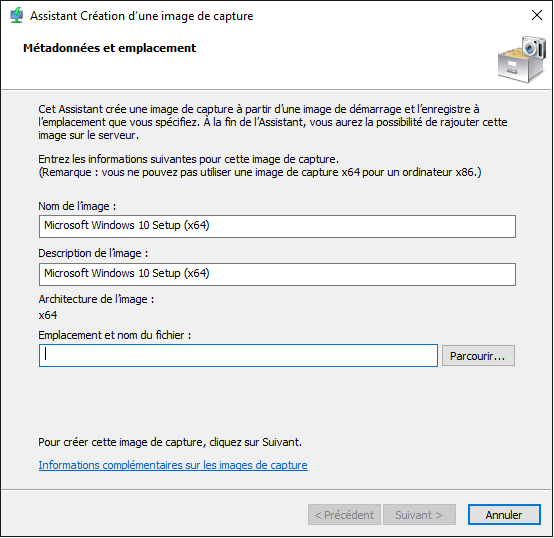 Assistant Création d'une image de capture
Métadonnées et emplacement
Cet Assistant crée une image de capture à partir d'une image de démarrage et l'enregistre à
l'emplacement que vous spécifiez. À la fin de l'Assistant, vous aurez la possibilité de rajouter cette
image sur le serveur.
Entrez les informations suivantes pour cette image de capture.
(Remarque : vous ne pouvez pas utiliser une image de capture x64 pour un ordinateur x86.)
Nom de l'image :
Microsoft Windows 10 Setup (x64)
Description de l'image :
Microsoft Windows 10 Setup (x64)
Architecture de l'image :
x64
Emplacement et nom du fichier :
Parcourir...
Pour créer cette image de capture, cliquez sur Suivant.
Informations complémentaires sur les images de capture
< Précédent
Suivant >
Annuler